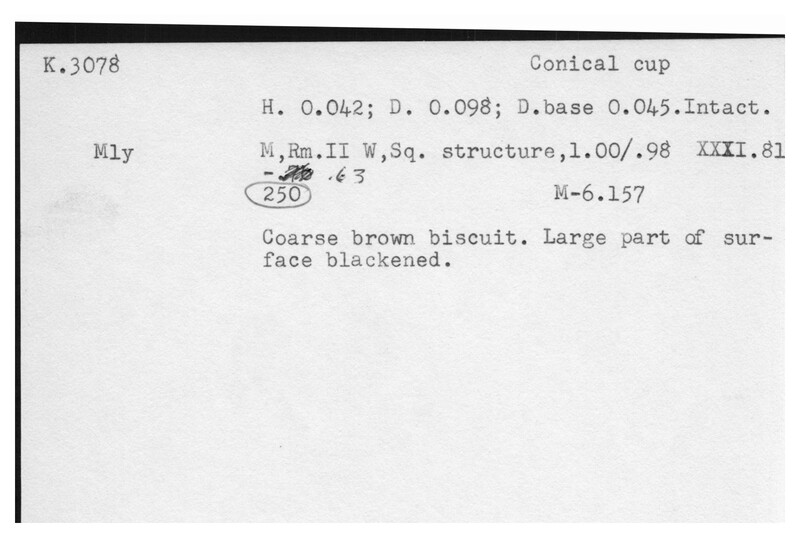 K.3078 Conical cup
H. 0.042; D. 0.098; D.base 0.045.Intact.
Mly M,Rm.II W,Sq. structure,1.00/.98 XXXI.81
- .63
250 M-6.157
Coarse brown biscuit. Large part of sur-
face blackened.